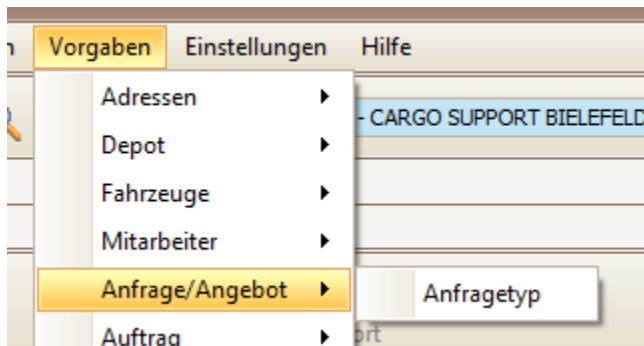 Vorgaben Einstellungen Hilfe
Adressen
- CARGO SUPPORT BIELEFELD
Depot
Fahrzeuge
Mitarbeiter
Anfrage/Angebot Anfragetyp
Auftrag